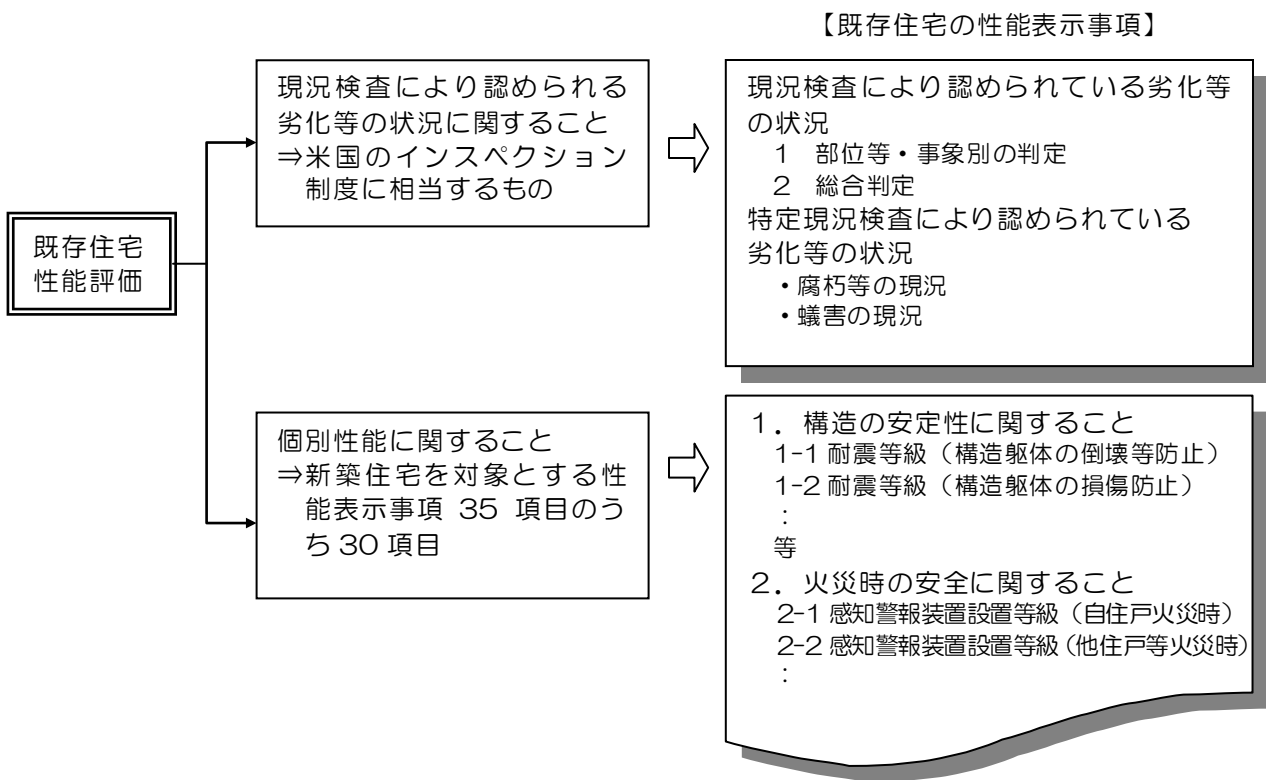 【既存住宅の性能表示事項】
既存住宅
性能評価
現況検査により認められる
劣化等の状況に関すること
⇒米国のインスペクション
制度に相当するもの
現況検査により認められている劣化等
の状況
1 部位等・事象別の判定
2 総合判定
特定現況検査により認められている
劣化等の状況
・腐朽等の現況
・蟻害の現況
個別性能に関すること
⇒新築住宅を対象とする性
能表示事項 35 項目のう
ち 30 項目
1．構造の安定性に関すること
1-1 耐震等級（構造躯体の倒壊等防止）
1-2 耐震等級（構造躯体の損傷防止）
：
等
2．火災時の安全に関すること
2-1 感知警報装置設置等級（自住戸火災時）
2-2 感知警報装置設置等級（他住戸等火災時）
：